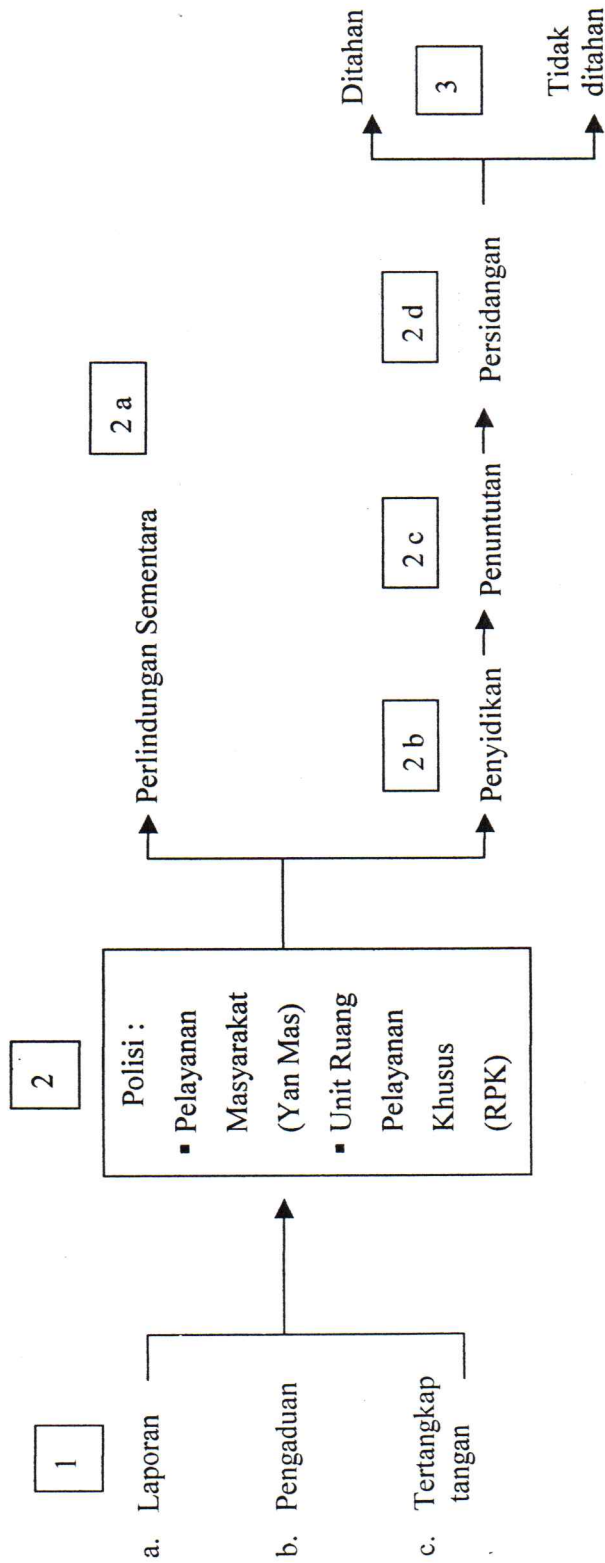 1
a. Laporan
b. Pengaduan
c. Tertangkap
tangan
2
Polisi :
▪ Pelayanan
Masyarakat
(Yan Mas)
▪ Unit Ruang
Pelayanan
Khusus
(RPK)
2 a
Perlindungan Sementara
2 b
Penyidikan
2 c
Penuntutan
2 d
Persidangan
Ditahan
3
Tidak
ditahan